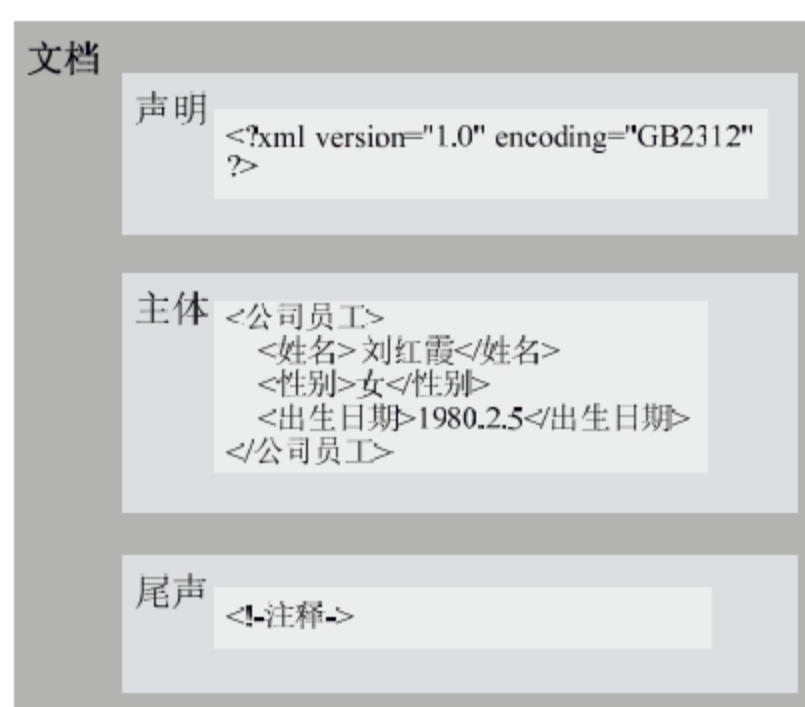 文档
声明
<?xml version="1.0" encoding="GB2312"
?>
主体
<公司员工>
<姓名> 刘红霞</姓名>
<性别>女</性别>
<出生日期>1980.2.5</出生日期>
</公司员工>
尾声
<!-注释->